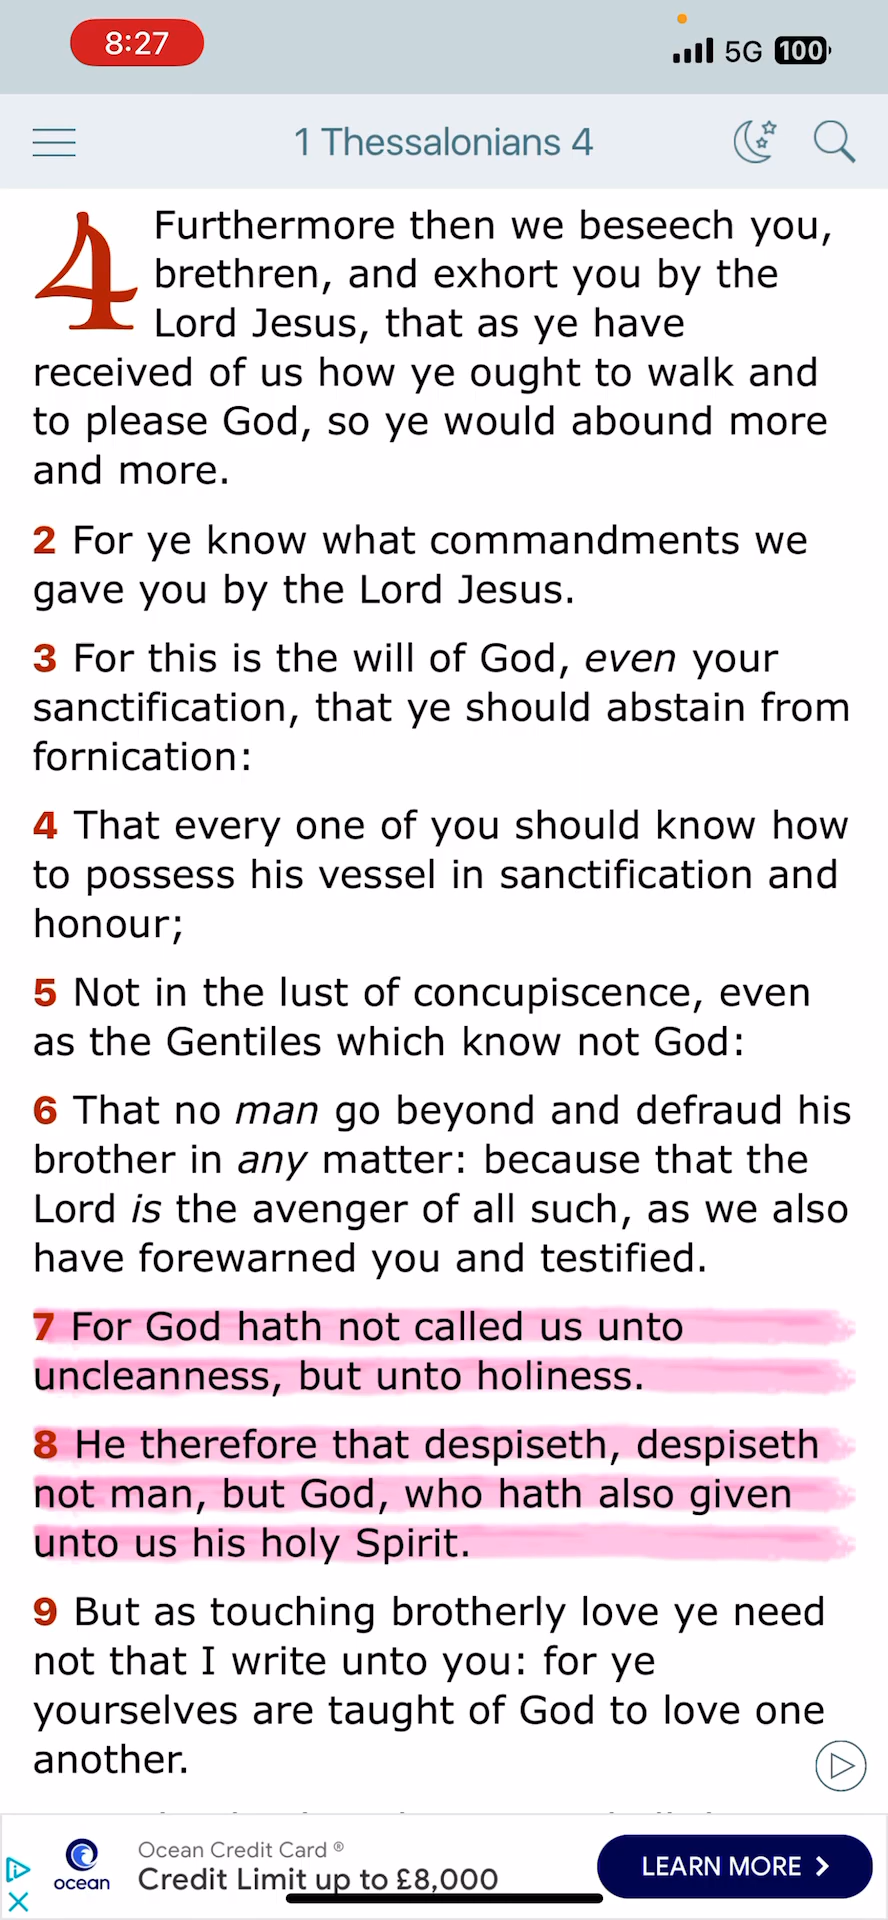 8:27
5G 100
1 Thessalonians 4
4 Furthermore then we beseech you,
brethren, and exhort you by the
Lord Jesus, that as ye have
received of us how ye ought to walk and
to please God, so ye would abound more
and more.
2 For ye know what commandments we
gave you by the Lord Jesus.
3 For this is the will of God, even your
sanctification, that ye should abstain from
fornication:
4 That every one of you should know how
to possess his vessel in sanctification and
honour;
5 Not in the lust of concupiscence, even
as the Gentiles which know not God:
6 That no man go beyond and defraud his
brother in any matter: because that the
Lord is the avenger of all such, as we also
have forewarned you and testified.
7 For God hath not called us unto
uncleanness, but unto holiness.
8 He therefore that despiseth, despiseth
not man, but God, who hath also given
unto us his holy Spirit.
9 But as touching brotherly love ye need
not that I write unto you: for ye
yourselves are taught of God to love one
another.
ocean
Ocean Credit Card ®
Credit Limit up to £8,000
LEARN MORE